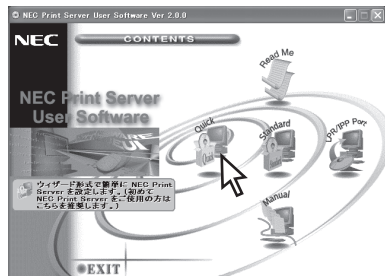 NEC Print Server User Software Ver 2.0.0
NEC
CONTENTS
Read Me
NEC Print Server
User Software
Quick
Standard
LPR/IPP Port
ウィザード形式で簡単に NEC Print
Server を設定します。(初めて
NEC Print Server をご使用の方は
こちらを推奨します。)
Manual
EXIT